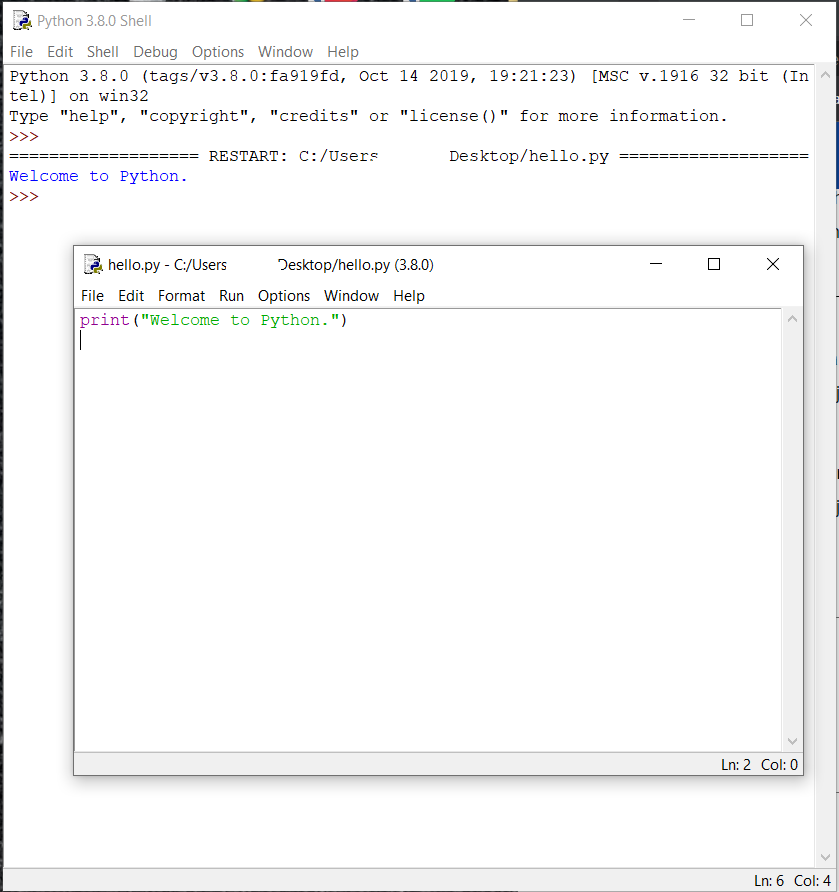 Python 3.8.0 Shell
File Edit Shell Debug Options Window Help
Python 3.8.0 (tags/v3.8.0:fa919fd, Oct 14 2019, 19:21:23) [MSC v.1916 32 bit (In
tel)] on win32
Type "help", "copyright", "credits" or "license()" for more information.
>>>
=================== RESTART: C:/Users Desktop/hello.py ===================
Welcome to Python.
>>>
hello.py - C:/Users Desktop/hello.py (3.8.0)
File Edit Format Run Options Window Help
print("Welcome to Python.")
Ln: 2 Col: 0
Ln: 6 Col: 4